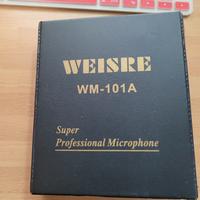 WEISRE
WM-101A
Super
Professional Microphone